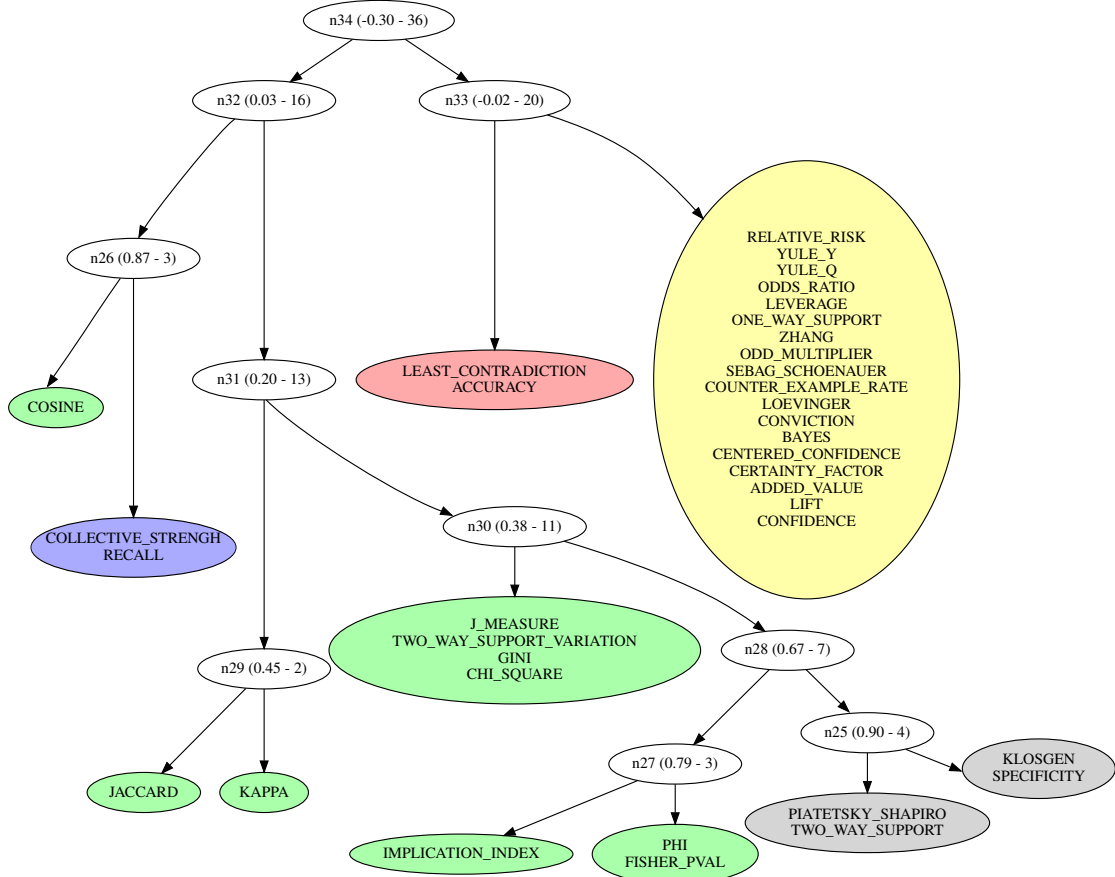 n34 (-0.30 - 36)
n32 (0.03 - 16)
n33 (-0.02 - 20)
RELATIVE_RISK
YULE_Y
YULE_Q
ODDS_RATIO
LEVERAGE
ONE_WAY_SUPPORT
ZHANG
ODD_MULTIPLIER
SEBAG_SCHOENAUER
COUNTER_EXAMPLE_RATE
LOEVINGER
CONVICTION
BAYES
CENTERED_CONFIDENCE
CERTAINTY_FACTOR
ADDED_VALUE
LIFT
CONFIDENCE
n26 (0.87 - 3)
n31 (0.20 - 13)
LEAST_CONTRADICTION
ACCURACY
COSINE
COLLECTIVE_STRENGH
RECALL
n30 (0.38 - 11)
J_MEASURE
TWO_WAY_SUPPORT_VARIATION
GINI
CHI_SQUARE
n28 (0.67 - 7)
n29 (0.45 - 2)
n25 (0.90 - 4)
n27 (0.79 - 3)
KLOSGEN
SPECIFICITY
JACCARD
KAPPA
PIATETSKY_SHAPIRO
TWO_WAY_SUPPORT
IMPLICATION_INDEX
PHI
FISHER_PVAL